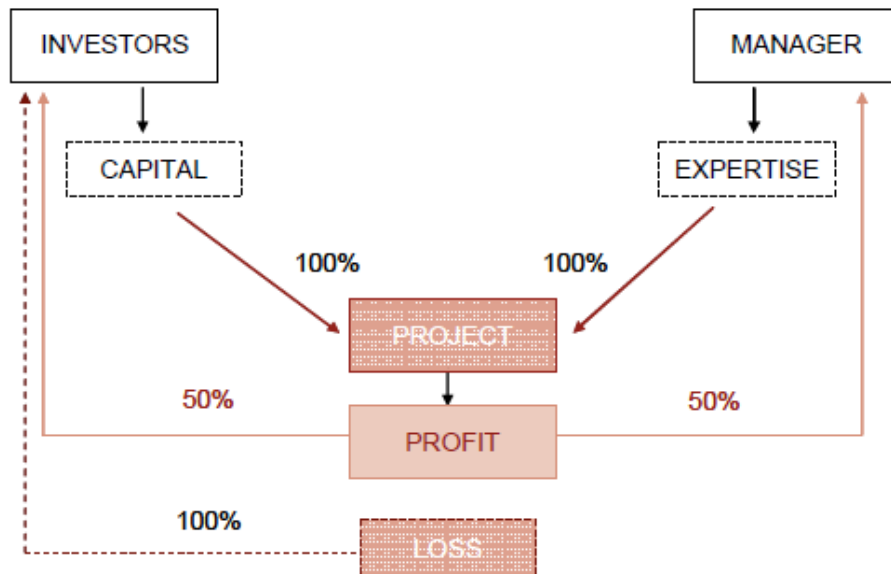 INVESTORS
MANAGER
CAPITAL
EXPERTISE
100%
100%
PROJECT
50%
50%
PROFIT
100%
LOSS